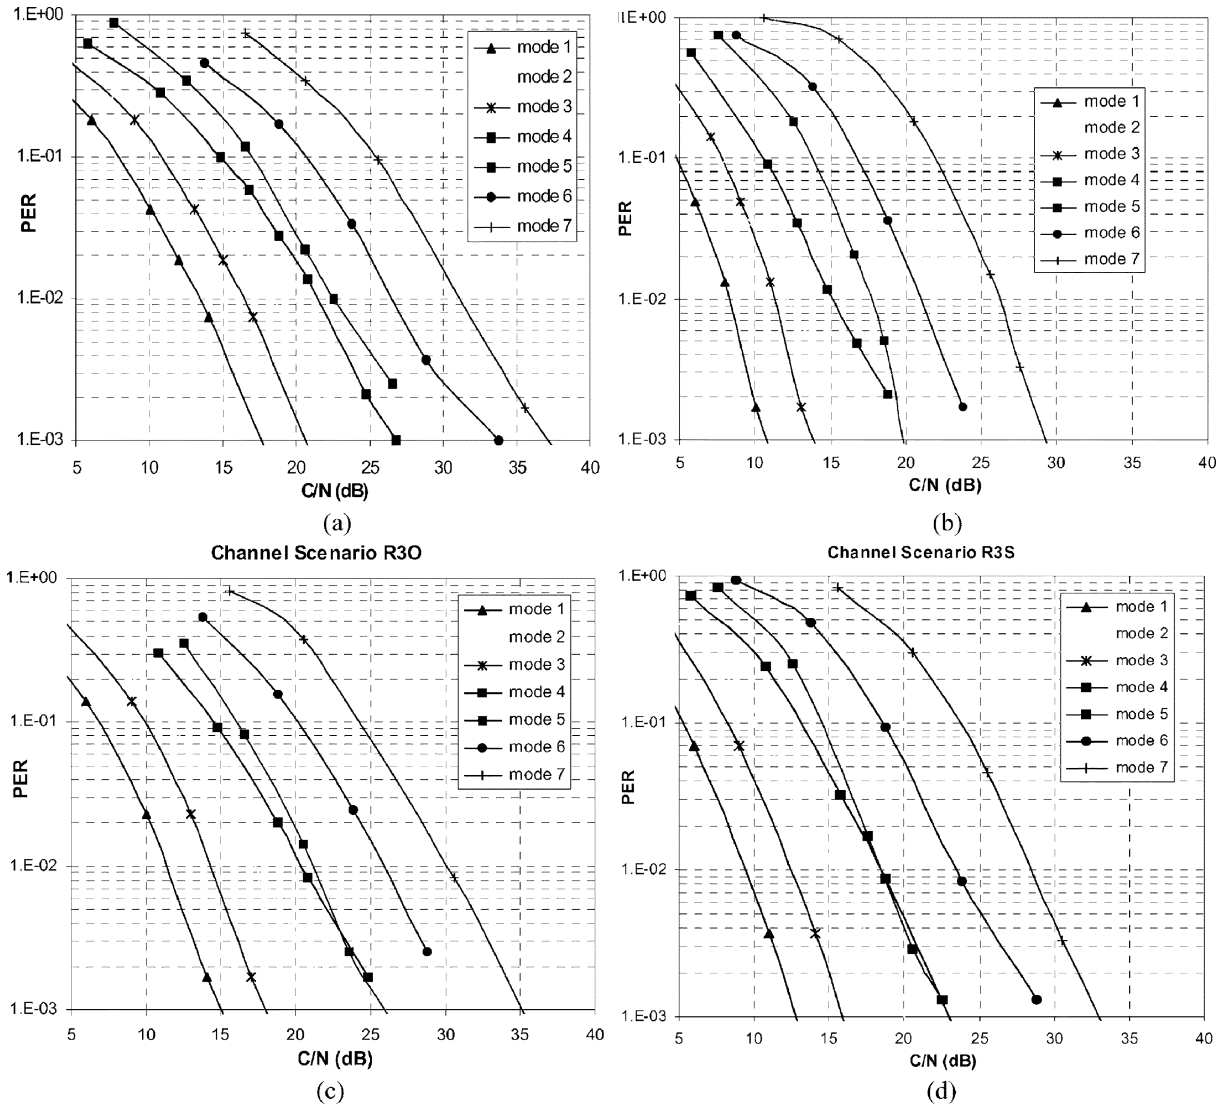 1.E+00
1.E-01
1.E-02
1.E-03
PER
5 10 15 20 25 30 35 40
C/N (dB)
mode 1
mode 2
mode 3
mode 4
mode 5
mode 6
mode 7
(a)
1.E+00
1.E-01
1.E-02
1.E-03
PER
5 10 15 20 25 30 35 40
C/N (dB)
mode 1
mode 2
mode 3
mode 4
mode 5
mode 6
mode 7
(b)
Channel Scenario R3O
1.E+00
1.E-01
1.E-02
1.E-03
PER
5 10 15 20 25 30 35 40
C/N (dB)
mode 1
mode 2
mode 3
mode 4
mode 5
mode 6
mode 7
(c)
Channel Scenario R3S
1.E+00
1.E-01
1.E-02
1.E-03
PER
5 10 15 20 25 30 35 40
C/N (dB)
mode 1
mode 2
mode 3
mode 4
mode 5
mode 6
mode 7
(d)